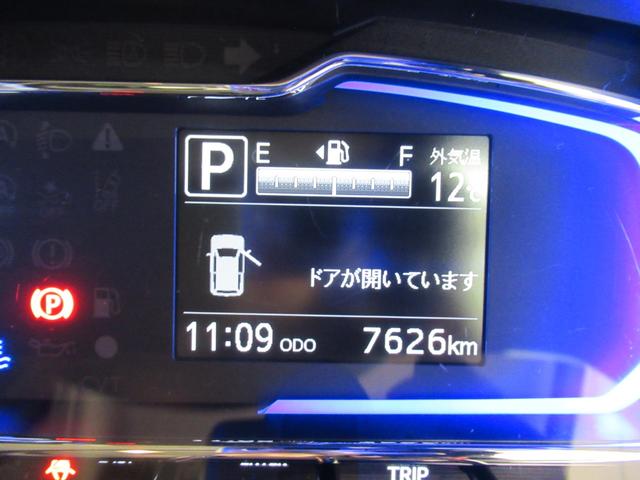 P E F 外気温
12℃
ドアが開いています
P
11:09 ODO 7626km
TRIP